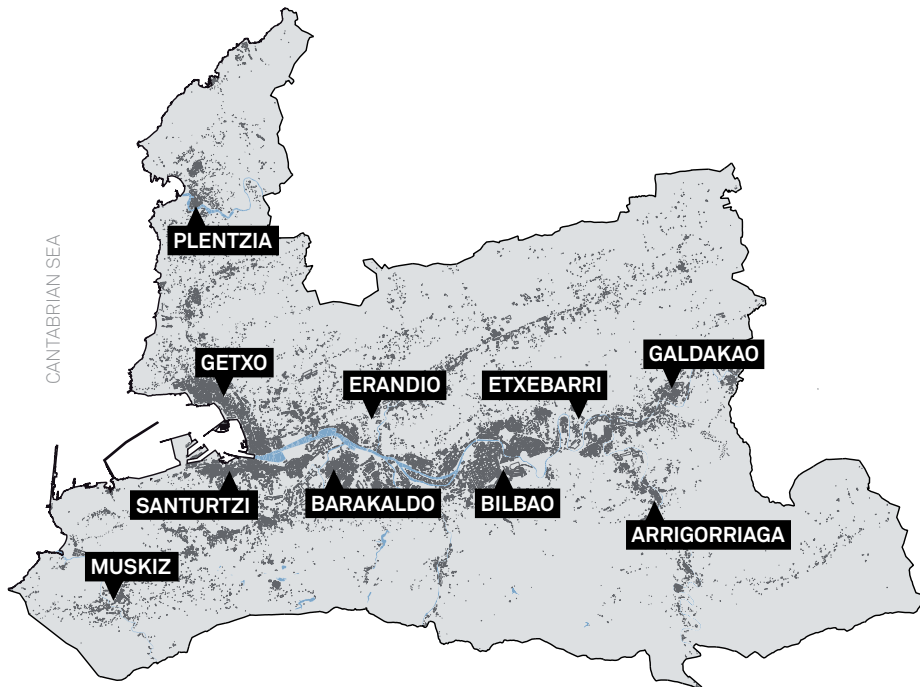 PLENTZIA
CANTABRIAN SEA
GETXO
ERANDIO
ETXEBARRI
GALDAKAO
SANTURTZI
BARAKALDO
BILBAO
ARRIGORRIAGA
MUSKIZ